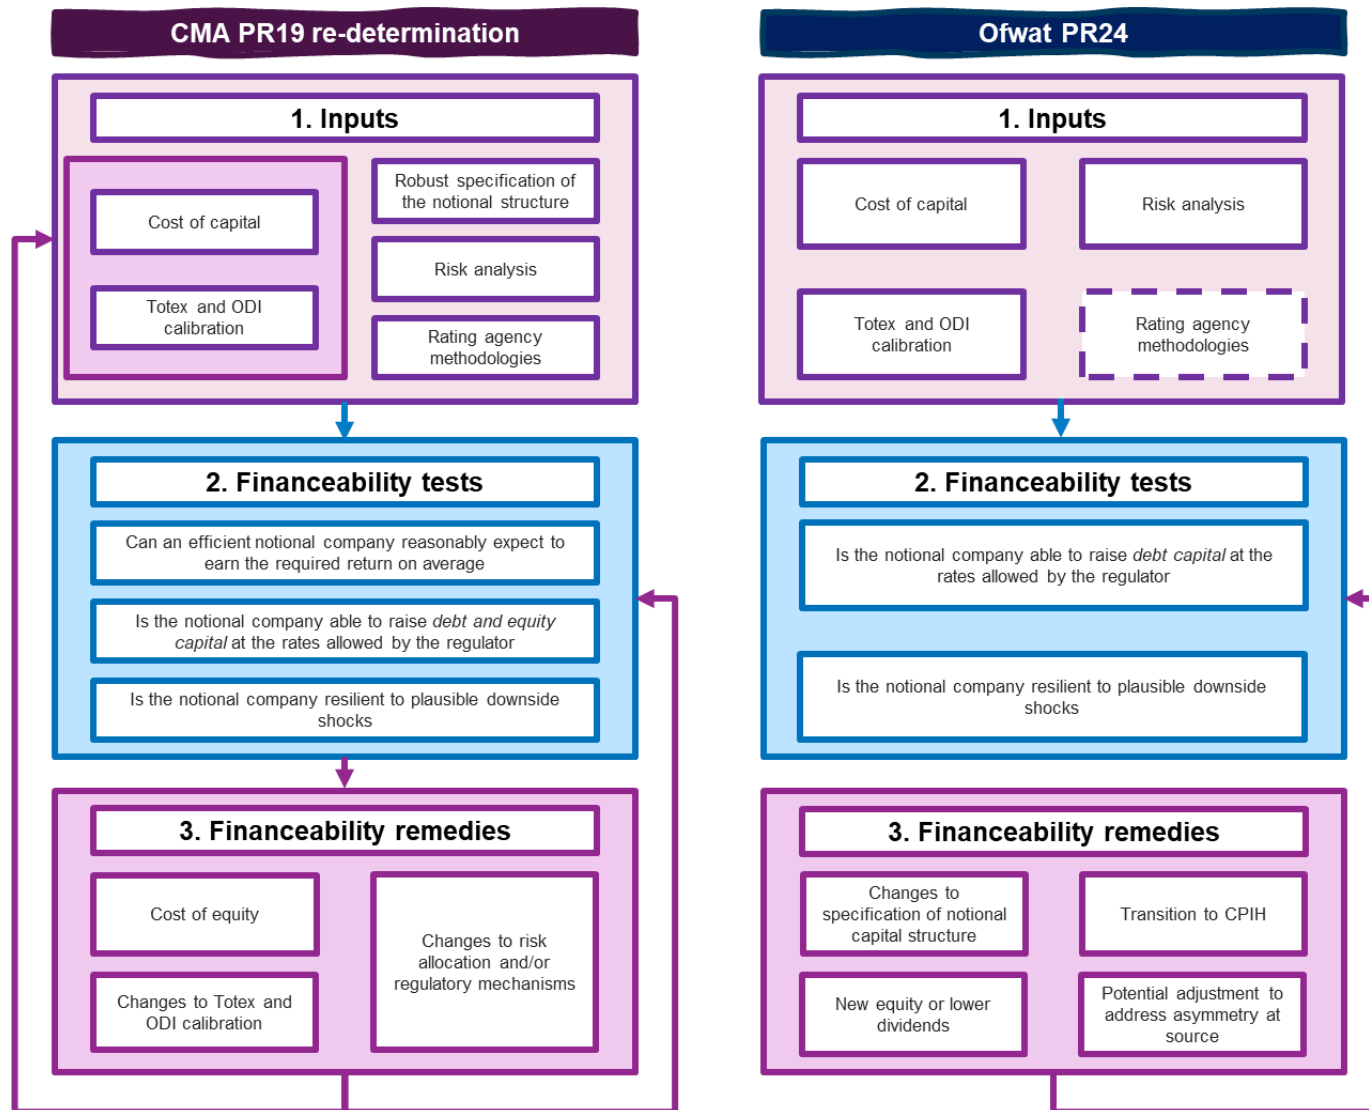 CMA PR19 re-determination
1. Inputs
Cost of capital
Totex and ODI
calibration
Robust specification of
the notional structure
Risk analysis
Rating agency
methodologies
2. Financeability tests
Can an efficient notional company reasonably expect to
earn the required return on average
Is the notional company able to raise debt and equity
capital at the rates allowed by the regulator
Is the notional company resilient to plausible downside
shocks
3. Financeability remedies
Cost of equity
Changes to Totex and
ODI calibration
Changes to risk
allocation and/or
regulatory mechanisms
Ofwat PR24
1. Inputs
Cost of capital
Risk analysis
Totex and ODI
calibration
Rating agency
methodologies
2. Financeability tests
Is the notional company able to raise debt capital at the
rates allowed by the regulator
Is the notional company resilient to plausible downside
shocks
3. Financeability remedies
Changes to
specification of notional
capital structure
Transition to CPIH
New equity or lower
dividends
Potential adjustment to
address asymmetry at
source